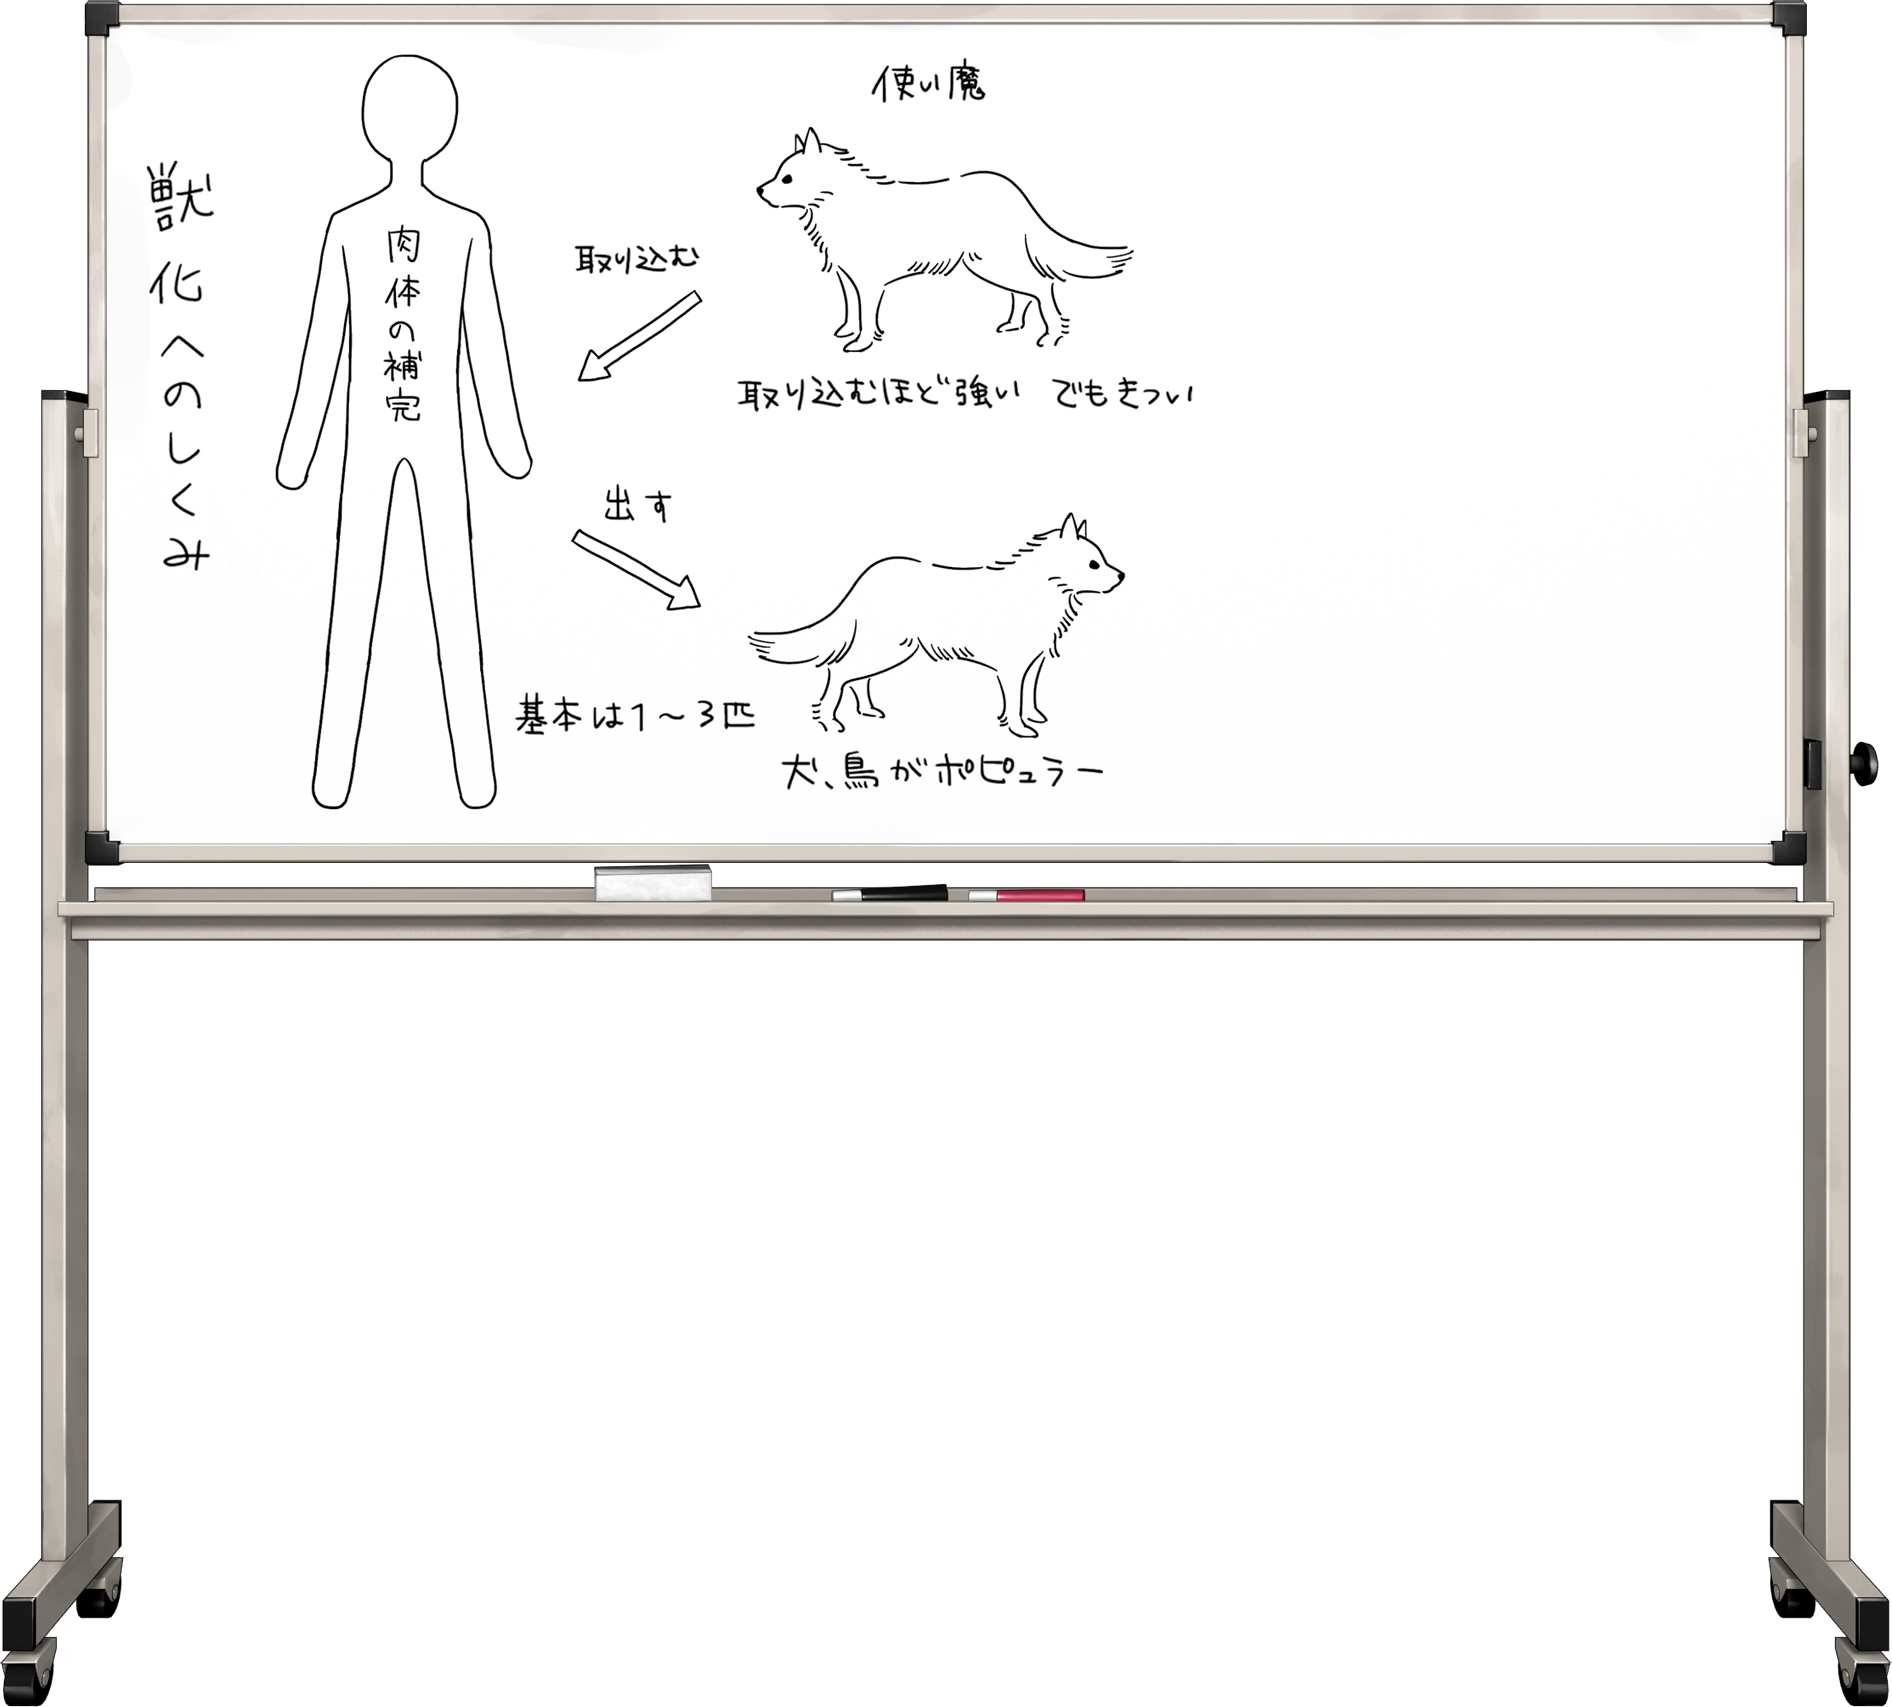 獣化へのしくみ
肉体の補完
使い魔
取り込む
取り込むほど強い でもきつい
出す
基本は1～3匹
犬、鳥がポピュラー